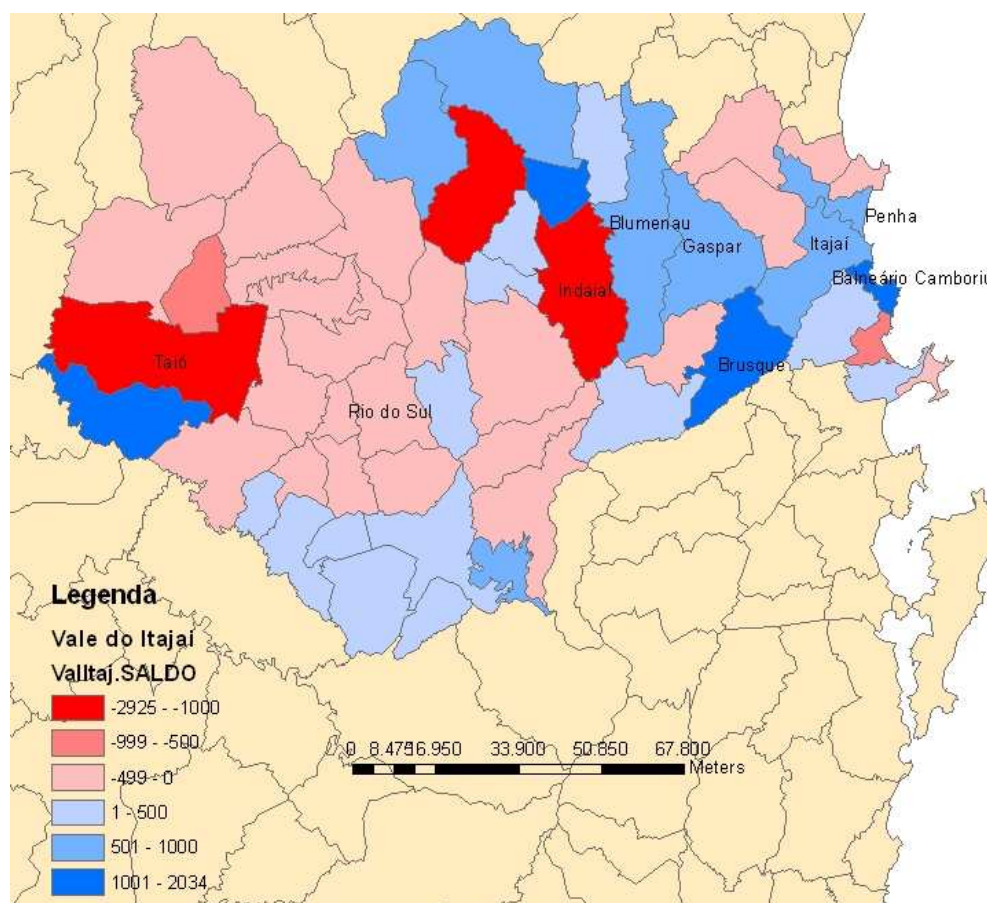 Blumenau
Penha
Gaspar
Itajaí
Balneário Camboriu
Indaial
Taió
Brusque
Rio do Sul
Legenda
Vale do Itajaí
ValItaj.SALDO
-2925 - -1000
-999 - -500
-499 - 0
1 - 500
501 - 1000
1001 - 2034
0 8.475 16.950 33.900 50.850 67.800
Meters